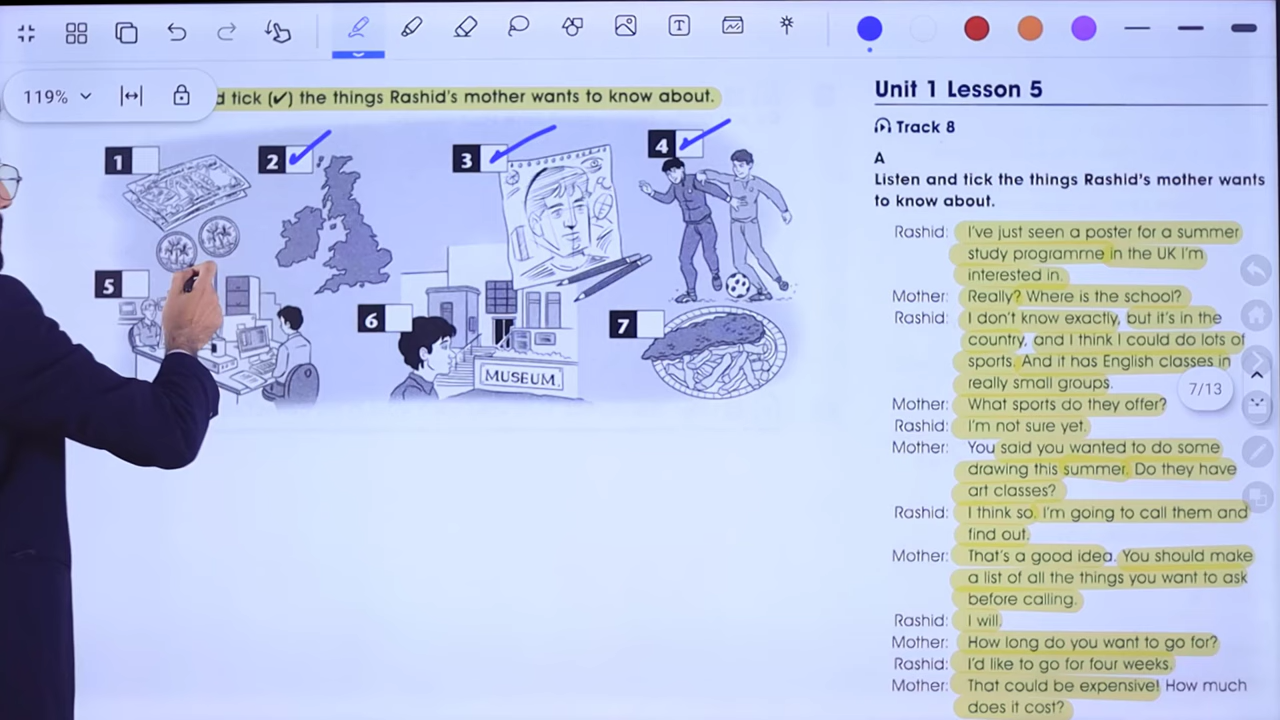 119%
d tick (✔) the things Rashid's mother wants to know about.
1
2
3
4
5
6
7
MUSEUM.
Unit 1 Lesson 5
Track 8
A
Listen and tick the things Rashid's mother wants
to know about.
Rashid: I've just seen a poster for a summer
study programme in the UK I'm
interested in.
Mother: Really? Where is the school?
Rashid: I don't know exactly, but it's in the
country, and I think I could do lots of
sports. And it has English classes in
really small groups.
Mother: What sports do they offer?
Rashid: I'm not sure yet.
Mother: You said you wanted to do some
drawing this summer. Do they have
art classes?
Rashid: I think so. I'm going to call them and
find out.
Mother: That's a good idea. You should make
a list of all the things you want to ask
before calling.
Rashid: I will.
Mother: How long do you want to go for?
Rashid: I'd like to go for four weeks.
Mother: That could be expensive! How much
does it cost?
7/13